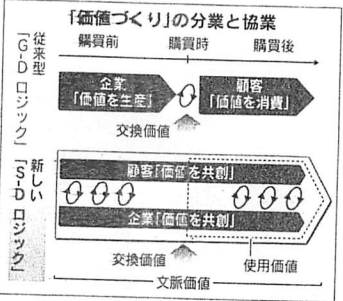 「価値づくり」の分業と協業
購買前 購買時 購買後
従来型
「G-Dロジック」
企業
「価値を生産」
顧客
「価値を消費」
交換価値
新しい
「S-Dロジック」
顧客「価値を共創」
企業「価値を共創」
交換価値
使用価値
文脈価値